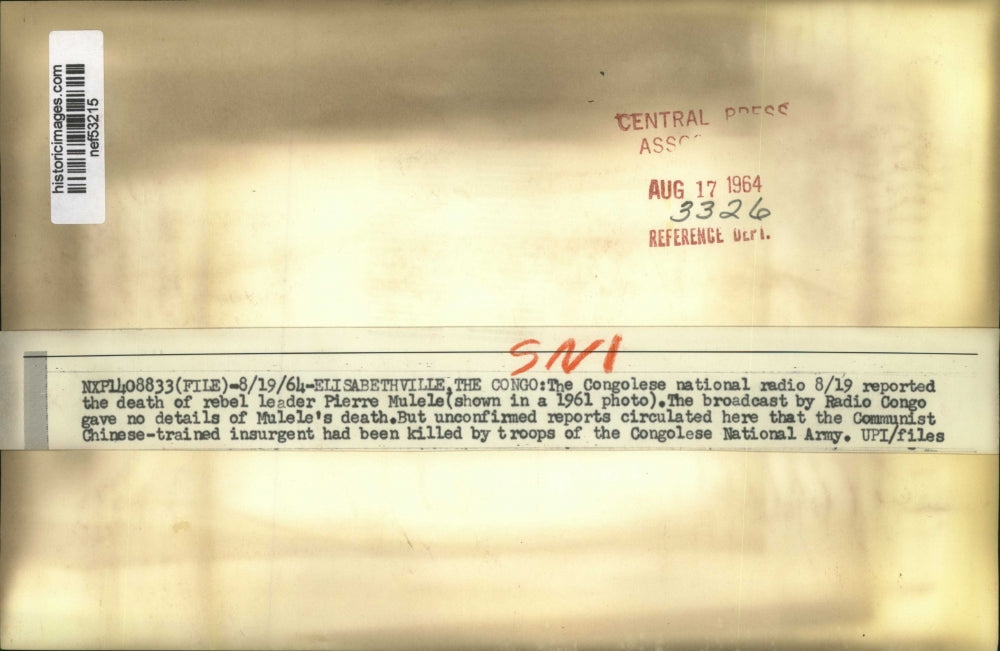 historicimages.com
nef53215
CENTRAL PRESS
AUG 17 1964
3326
REFERENCE DEPT.
SNI
NXP1408833(FILE)-8/19/64-ELISABETHVILLE,THE CONGO:The Congolese national radio 8/19 reported
the death of rebel leader Pierre Mulele(shown in a 1961 photo).The broadcast by Radio Congo
gave no details of Mulele's death.But unconfirmed reports circulated here that the Communist
Chinese-trained insurgent had been killed by troops of the Congolese National Army. UPI/files